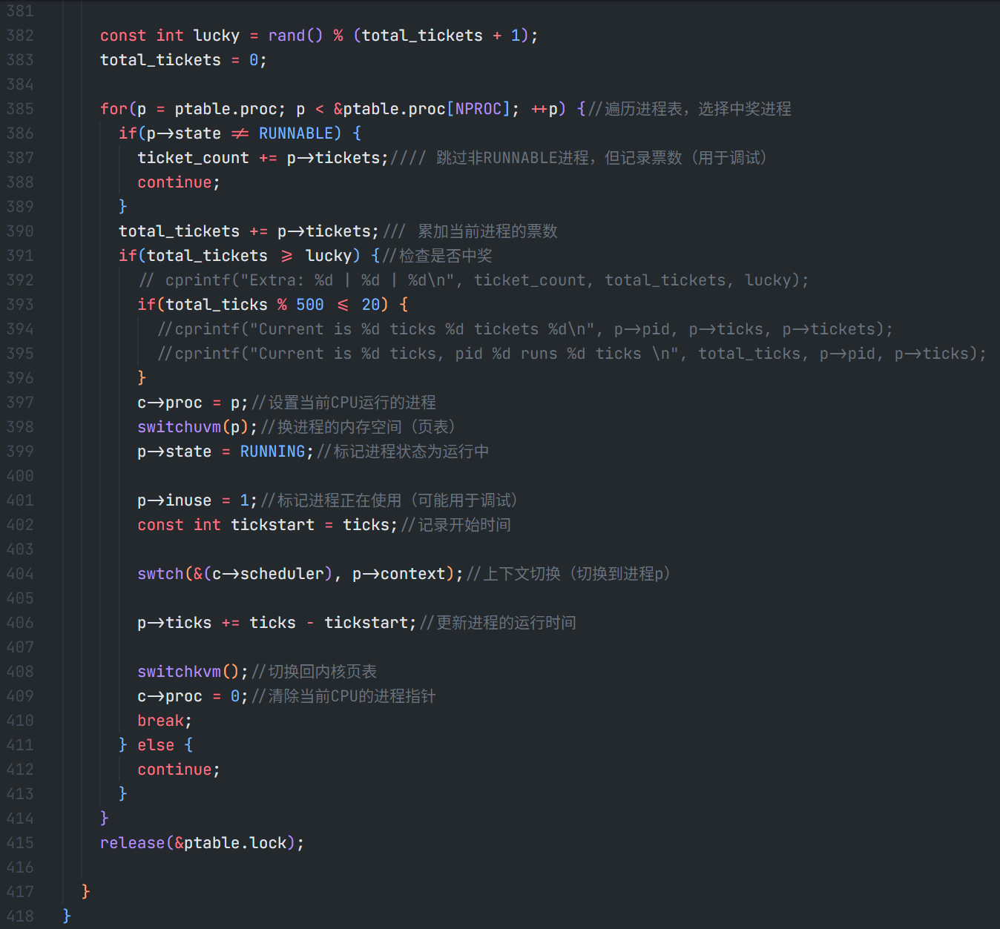 381
382 const int lucky = rand() % (total_tickets + 1);
383 total_tickets = 0;
384
385 for(p = ptable.proc; p < &ptable.proc[NPROC]; ++p) {//遍历进程表，选择中奖进程
386 if(p->state != RUNNABLE) {
387 ticket_count += p->tickets;//// 跳过非RUNNABLE进程，但记录票数（用于调试）
388 continue;
389 }
390 total_tickets += p->tickets;/// 累加当前进程的票数
391 if(total_tickets >= lucky) {//检查是否中奖
392 // cprintf("Extra: %d | %d | %d\n", ticket_count, total_tickets, lucky);
393 if(total_ticks % 500 <= 20) {
394 //cprintf("Current is %d ticks %d tickets %d\n", p->pid, p->ticks, p->tickets);
395 //cprintf("Current is %d ticks, pid %d runs %d ticks \n", total_ticks, p->pid, p->ticks);
396 }
397 c->proc = p;//设置当前CPU运行的进程
398 switchuvm(p);//换进程的内存空间（页表）
399 p->state = RUNNING;//标记进程状态为运行中
400
401 p->inuse = 1;//标记进程正在使用（可能用于调试）
402 const int tickstart = ticks;//记录开始时间
403
404 swtch(&(c->scheduler), p->context);//上下文切换（切换到进程p）
405
406 p->ticks += ticks - tickstart;//更新进程的运行时间
407
408 switchkvm();//切换回内核页表
409 c->proc = 0;//清除当前CPU的进程指针
410 break;
411 } else {
412 continue;
413 }
414 }
415 release(&ptable.lock);
416
417 }
418 }